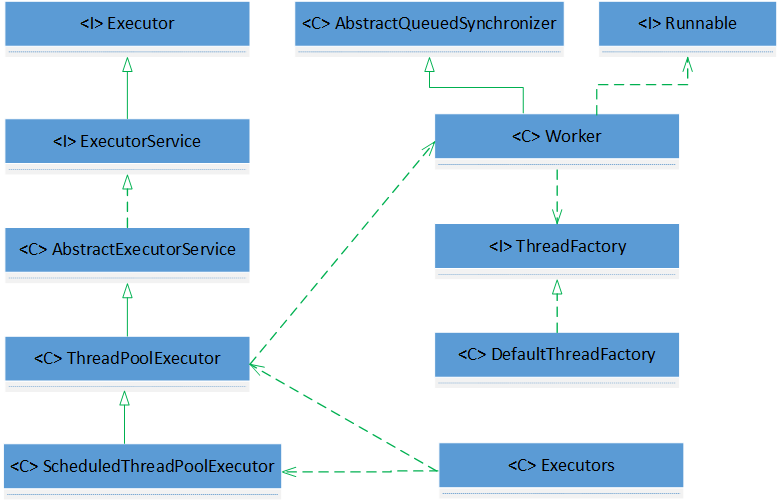 <I> Executor
<C> AbstractQueuedSynchronizer
<I> Runnable
<I> ExecutorService
<C> Worker
<C> AbstractExecutorService
<I> ThreadFactory
<C> ThreadPoolExecutor
<C> DefaultThreadFactory
<C> ScheduledThreadPoolExecutor
<C> Executors